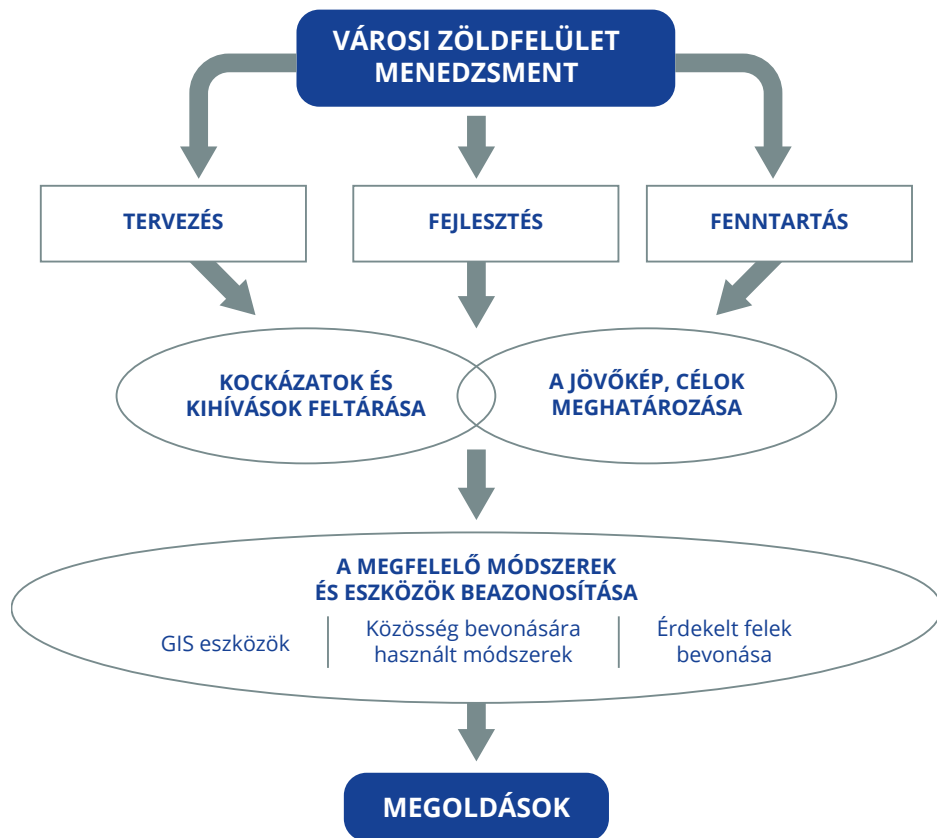 VÁROSI ZÖLDFELÜLET
MENEDZSMENT
TERVEZÉS
FEJLESZTÉS
FENNTARTÁS
KOCKÁZATOK ÉS
KIHÍVÁSOK FELTÁRÁSA
A JÖVŐKÉP, CÉLOK
MEGHATÁROZÁSA
A MEGFELELŐ MÓDSZEREK
ÉS ESZKÖZÖK BEAZONOSÍTÁSA
GIS eszközök
Közösség bevonására
használt módszerek
Érdekelt felek
bevonása
MEGOLDÁSOK